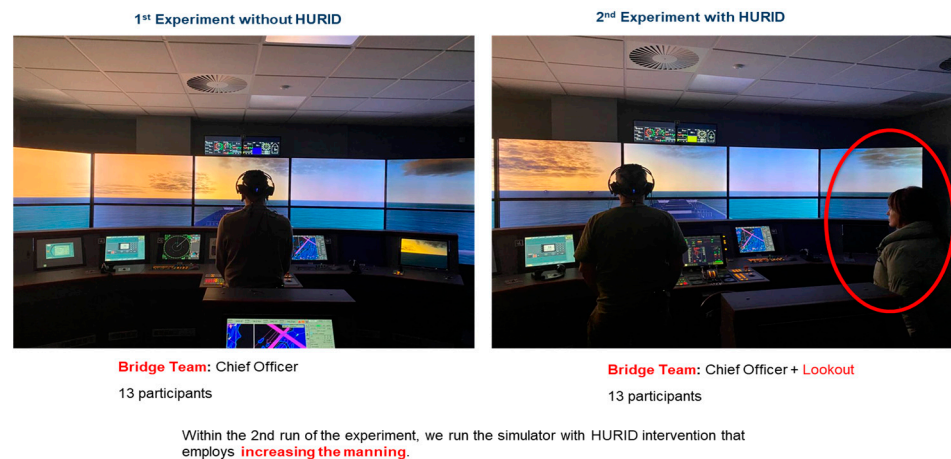 1st Experiment without HURID
2nd Experiment with HURID
Bridge Team: Chief Officer
13 participants
Bridge Team: Chief Officer + Lookout
13 participants
Within the 2nd run of the experiment, we run the simulator with HURID intervention that
employs increasing the manning.